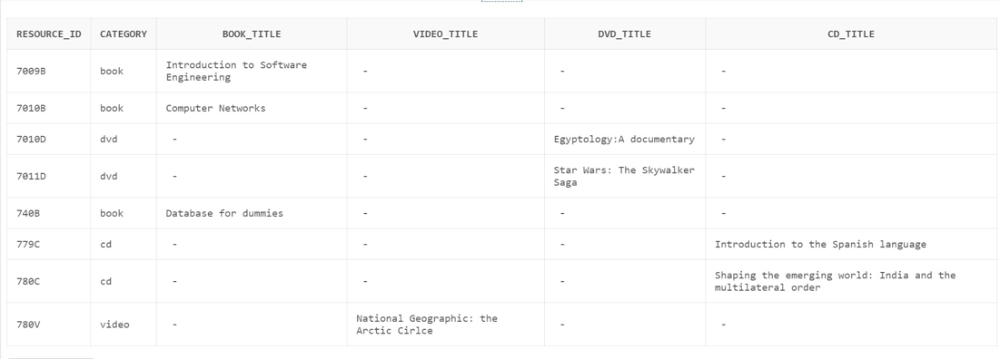 RESOURCE_ID CATEGORY BOOK_TITLE VIDEO_TITLE DVD_TITLE CD_TITLE
7009B book Introduction to Software Engineering - - -
7010B book Computer Networks - - -
7010D dvd - - Egyptology:A documentary -
7011D dvd - - Star Wars: The Skywalker Saga -
740B book Database for dummies - - -
779C cd - - - Introduction to the Spanish language
780C cd - - - Shaping the emerging world: India and the multilateral order
780V video - National Geographic: the Arctic Cirlce - -